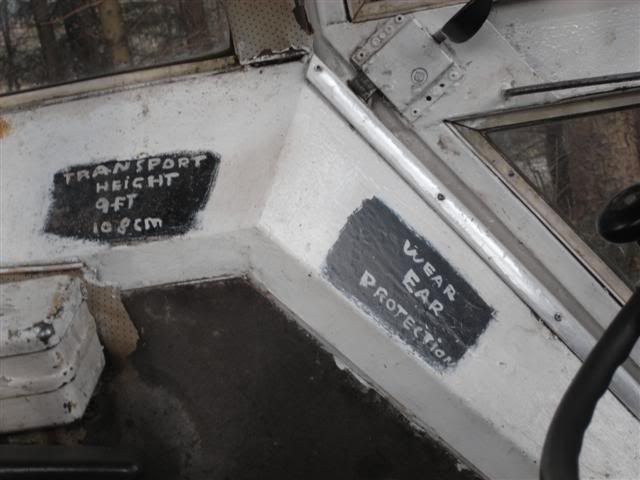 TRANSPORT
HEIGHT
9FT
108CM
WEAR
EAR
PROTECTION